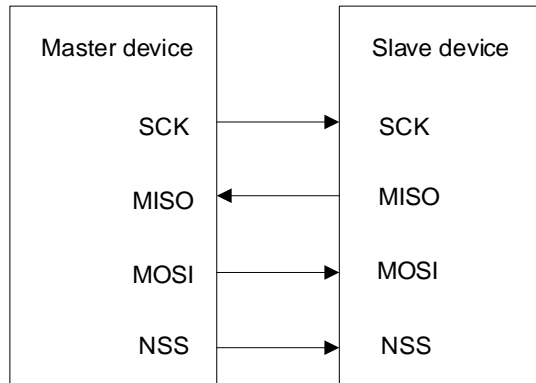 Master device
Slave device
SCK
SCK
MISO
MISO
MOSI
MOSI
NSS
NSS